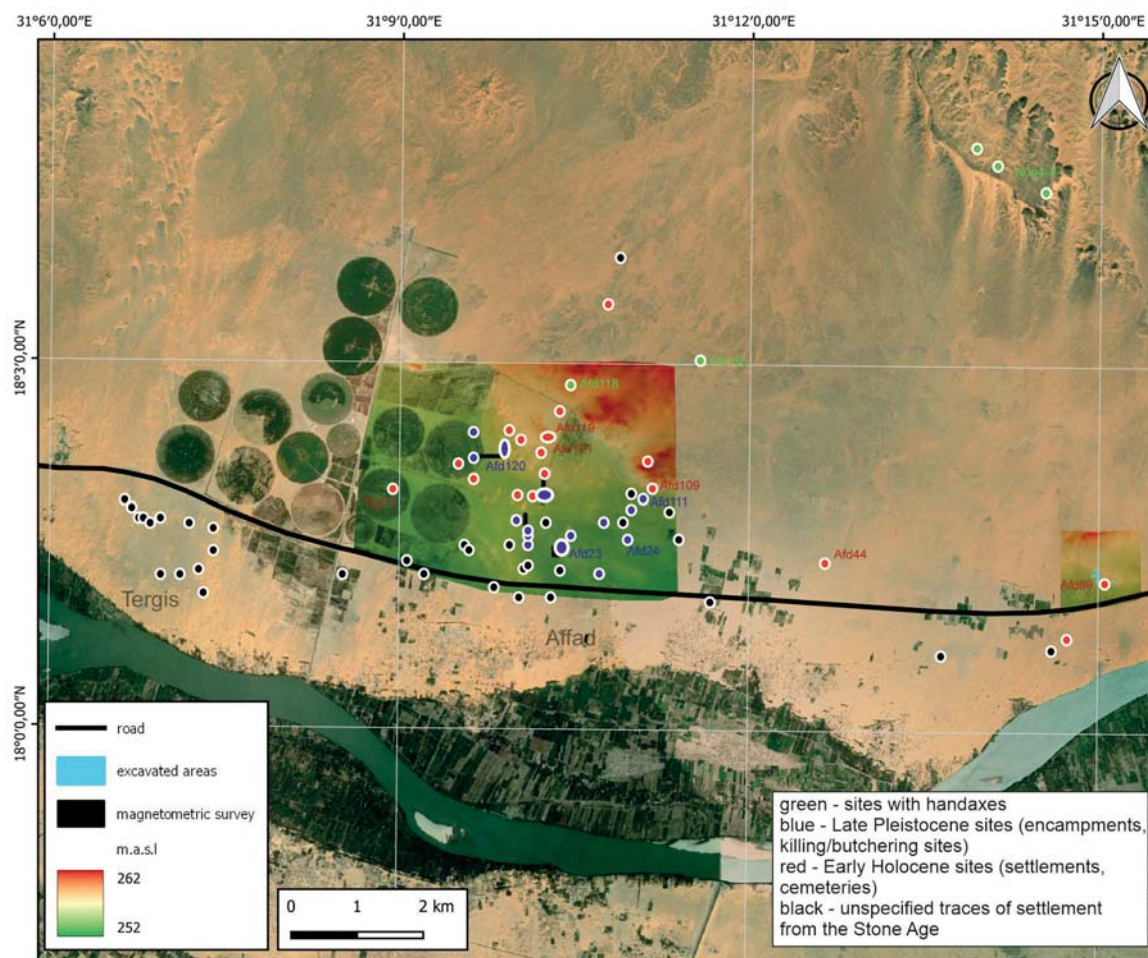 31°6'0,00"E 31°9'0,00"E 31°12'0,00"E 31°15'0,00"E
18°3'0,00"N
18°0'0,00"N
Afd118
Afd119
Afd121
Afd120
Afd109
Afd111
Afd23
Afd24
Afd44
Afd69
Tergis
Affad
road
excavated areas
magnetometric survey
m.a.s.l
262
252
0 1 2 km
green - sites with handaxes
blue - Late Pleistocene sites (encampments,
killing/butchering sites)
red - Early Holocene sites (settlements,
cemeteries)
black - unspecified traces of settlement
from the Stone Age